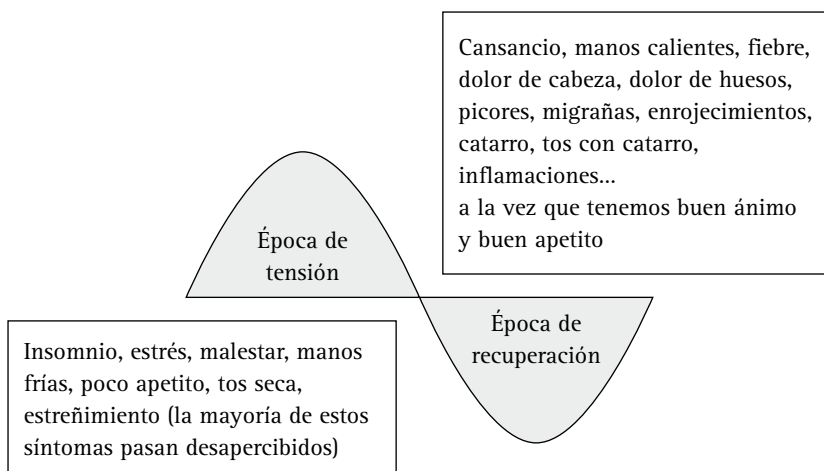 Cansancio, manos calientes, fiebre,
dolor de cabeza, dolor de huesos,
picores, migrañas, enrojecimientos,
catarro, tos con catarro,
inflamaciones...
a la vez que tenemos buen ánimo
y buen apetito
Época de
tensión
Época de
recuperación
Insomnio, estrés, malestar, manos
frías, poco apetito, tos seca,
estreñimiento (la mayoría de estos
síntomas pasan desapercibidos)